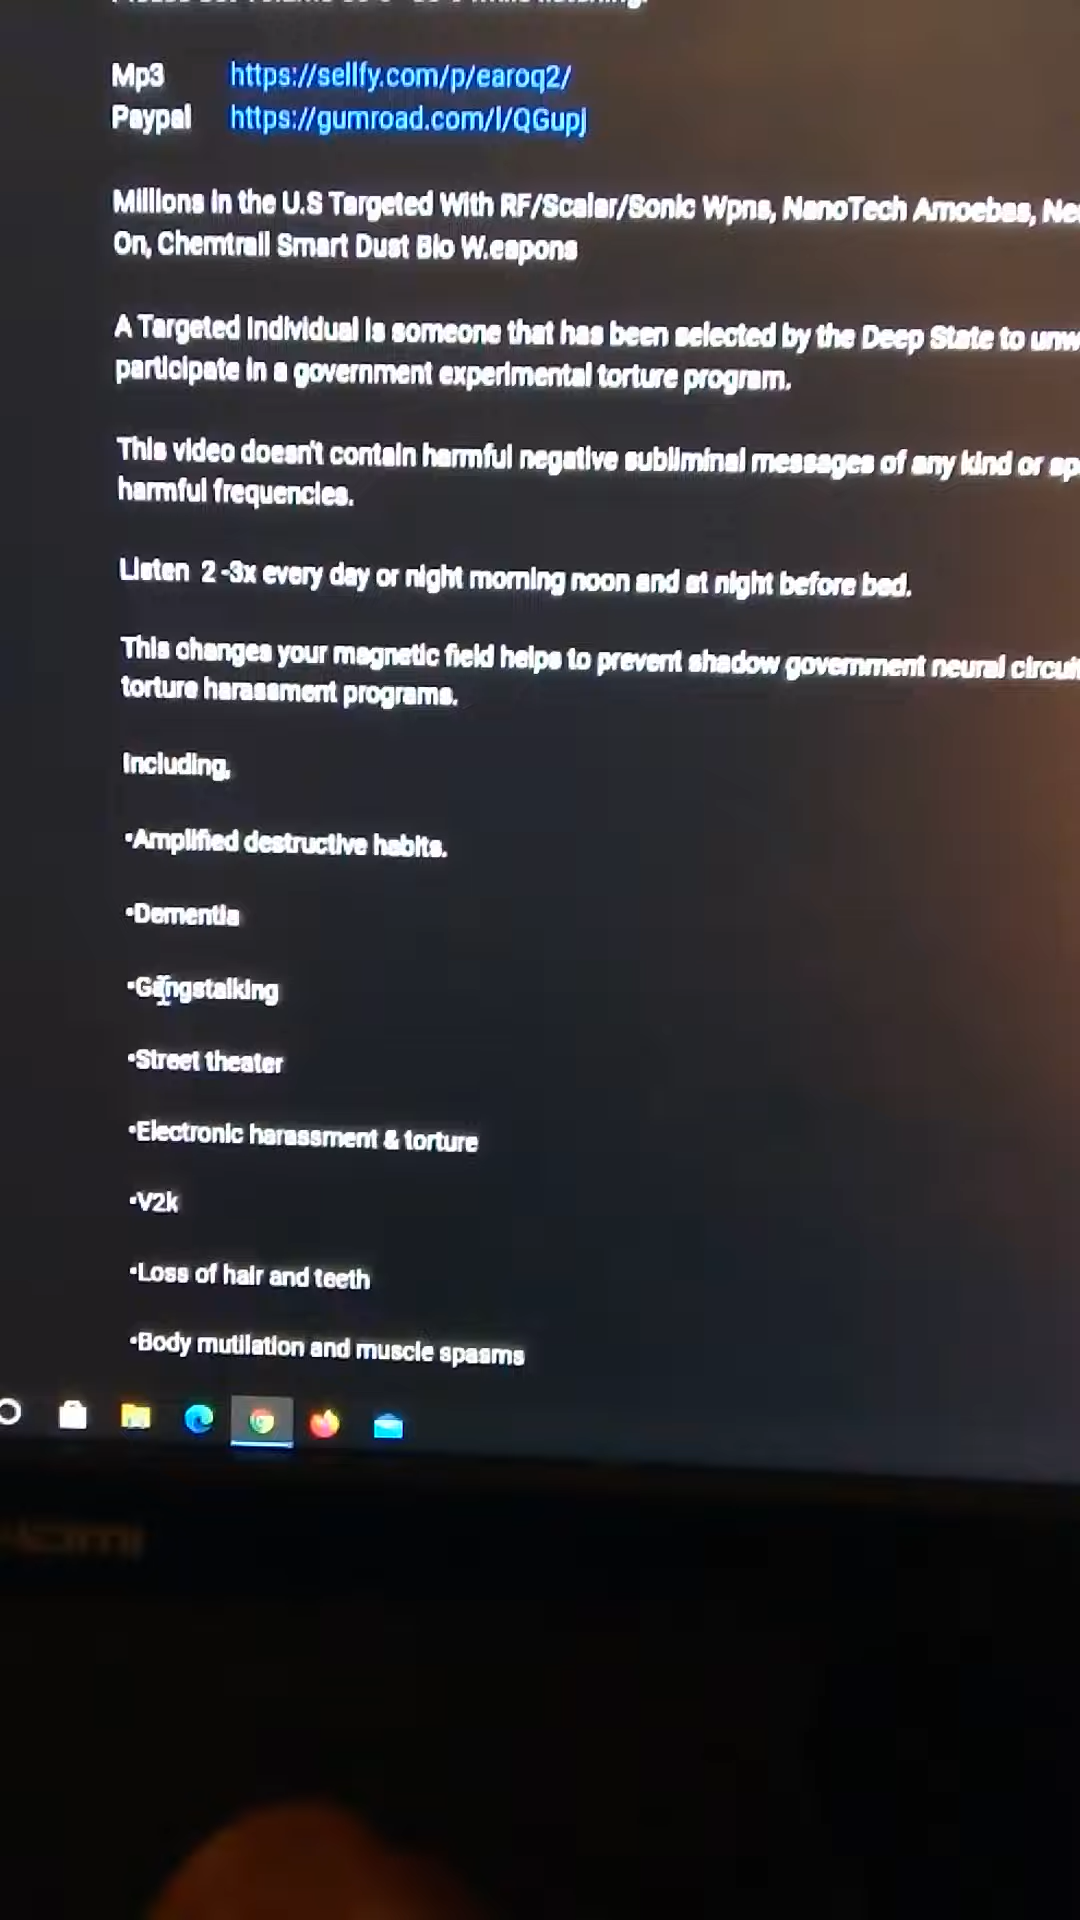 Mp3 https://sellfy.com/p/earoq2/
Paypal https://gumroad.com/l/QGupj
Millions in the U.S Targeted With RF/Scalar/Sonic Wpns, NanoTech Amoebas,
On, Chemtrail Smart Dust Bio W.eapons
A Targeted Individual is someone that has been selected by the Deep State to
participate in a government experimental torture program.
This video doesn't contain harmful negative subliminal messages of any kind or
harmful frequencies.
Listen 2 -3x every day or night morning noon and at night before bed.
This changes your magnetic field helps to prevent shadow government neural
torture harassment programs.
Including,
•Amplified destructive habits.
•Dementia
•Gangstalking
•Street theater
•Electronic harassment & torture
•V2k
•Loss of hair and teeth
•Body mutilation and muscle spasms